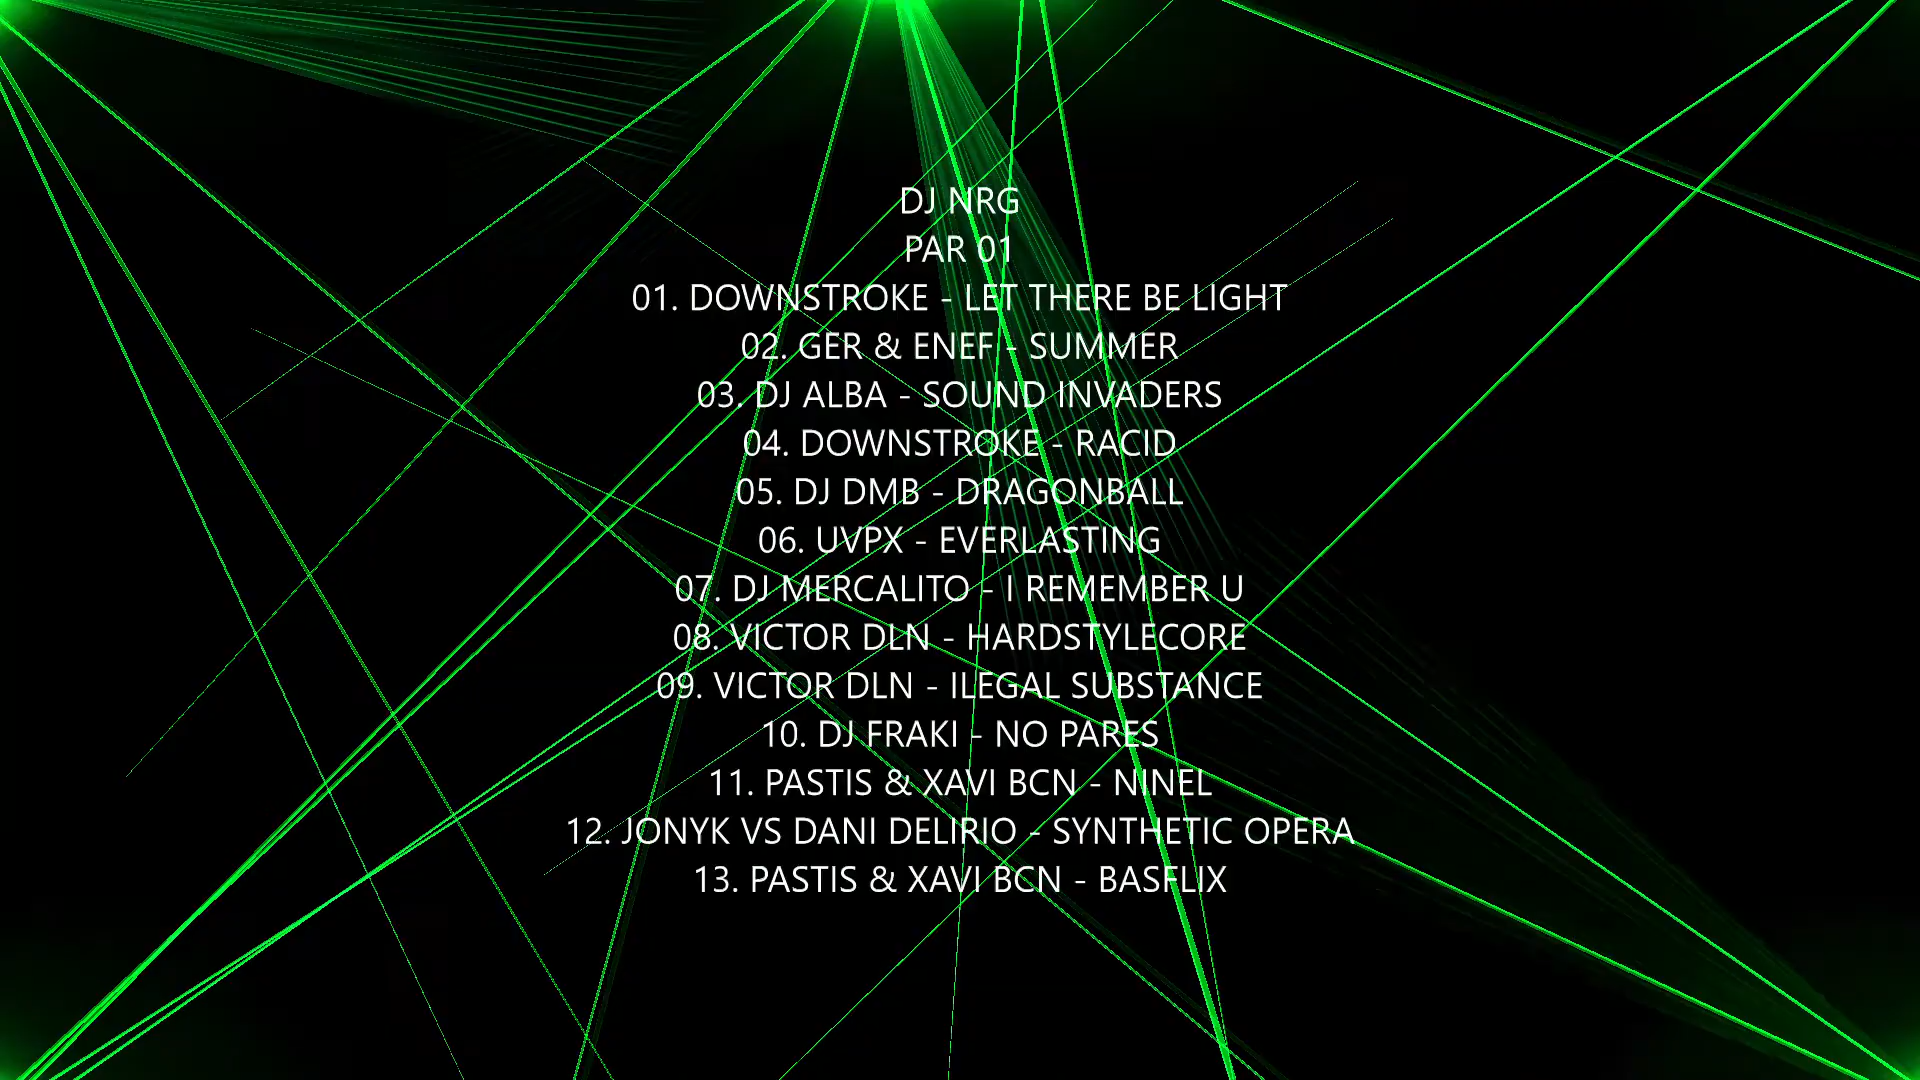 DJ NRG
PAR 01
01. DOWNSTROKE - LET THERE BE LIGHT
02. GER & ENEF - SUMMER
03. DJ ALBA - SOUND INVADERS
04. DOWNSTROKE - RACID
05. DJ DMB - DRAGONBALL
06. UVPX - EVERLASTING
07. DJ MERCALITO - I REMEMBER U
08. VICTOR DLN - HARDSTYLECORE
09. VICTOR DLN - ILEGAL SUBSTANCE
10. DJ FRAKI - NO PARES
11. PASTIS & XAVI BCN - NINEL
12. JONYK VS DANI DELIRIO - SYNTHETIC OPERA
13. PASTIS & XAVI BCN - BASFLIX